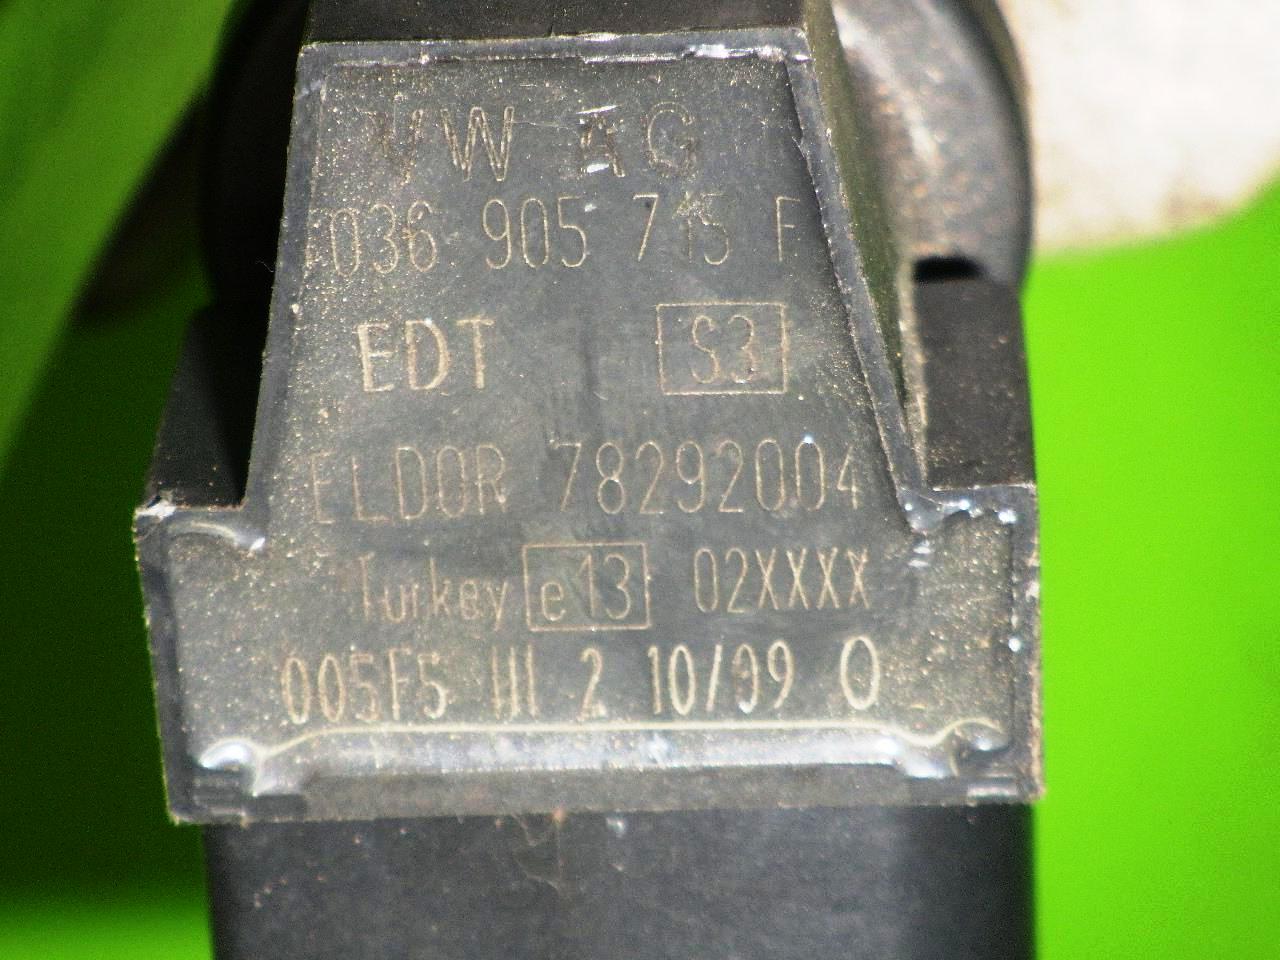 VW AG
036 905 715 F
EDT S3
ELDOR 78292004
Turkey e13 02XXXX
005F5 III 2 10/09 O